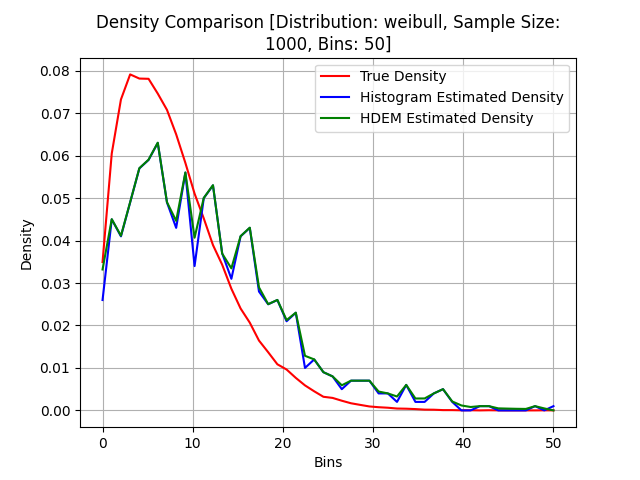 Density Comparison [Distribution: weibull, Sample Size:
1000, Bins: 50]
True Density
Histogram Estimated Density
HDEM Estimated Density
Density
0.08
0.07
0.06
0.05
0.04
0.03
0.02
0.01
0.00
0 10 20 30 40 50
Bins